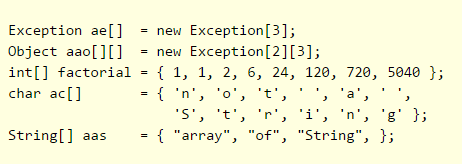 Exception ae[]  = new Exception[3];
Object aao[][]  = new Exception[2][3];
int[] factorial = { 1, 1, 2, 6, 24, 120, 720, 5040 };
char ac[]       = { 'n', 'o', 't', ' ', 'a', ' ',
                    'S', 't', 'r', 'i', 'n', 'g' };
String[] aas    = { "array", "of", "String", };